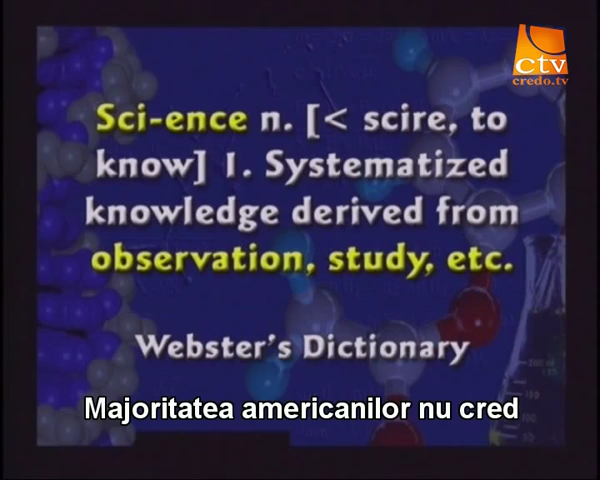 ctv
credo.tv
Sci-ence n. [< scire, to
know] 1. Systematized
knowledge derived from
observation, study, etc.
Webster's Dictionary
Majoritatea americanilor nu cred